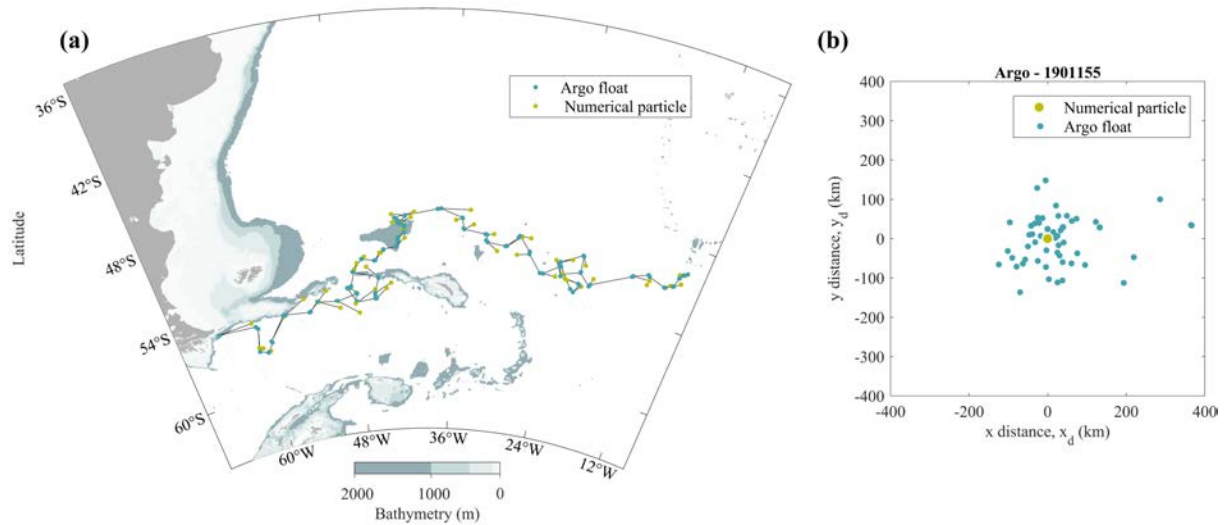 (a)
36°S
42°S
48°S
54°S
60°S
Latitude
Argo float
Numerical particle
60°W
48°W
36°W
24°W
12°W
2000
1000
0
Bathymetry (m)
(b)
Argo - 1901155
Numerical particle
Argo float
400
300
200
100
0
-100
-200
-300
-400
y distance, y_d (km)
-400
-200
0
200
400
x distance, x_d (km)